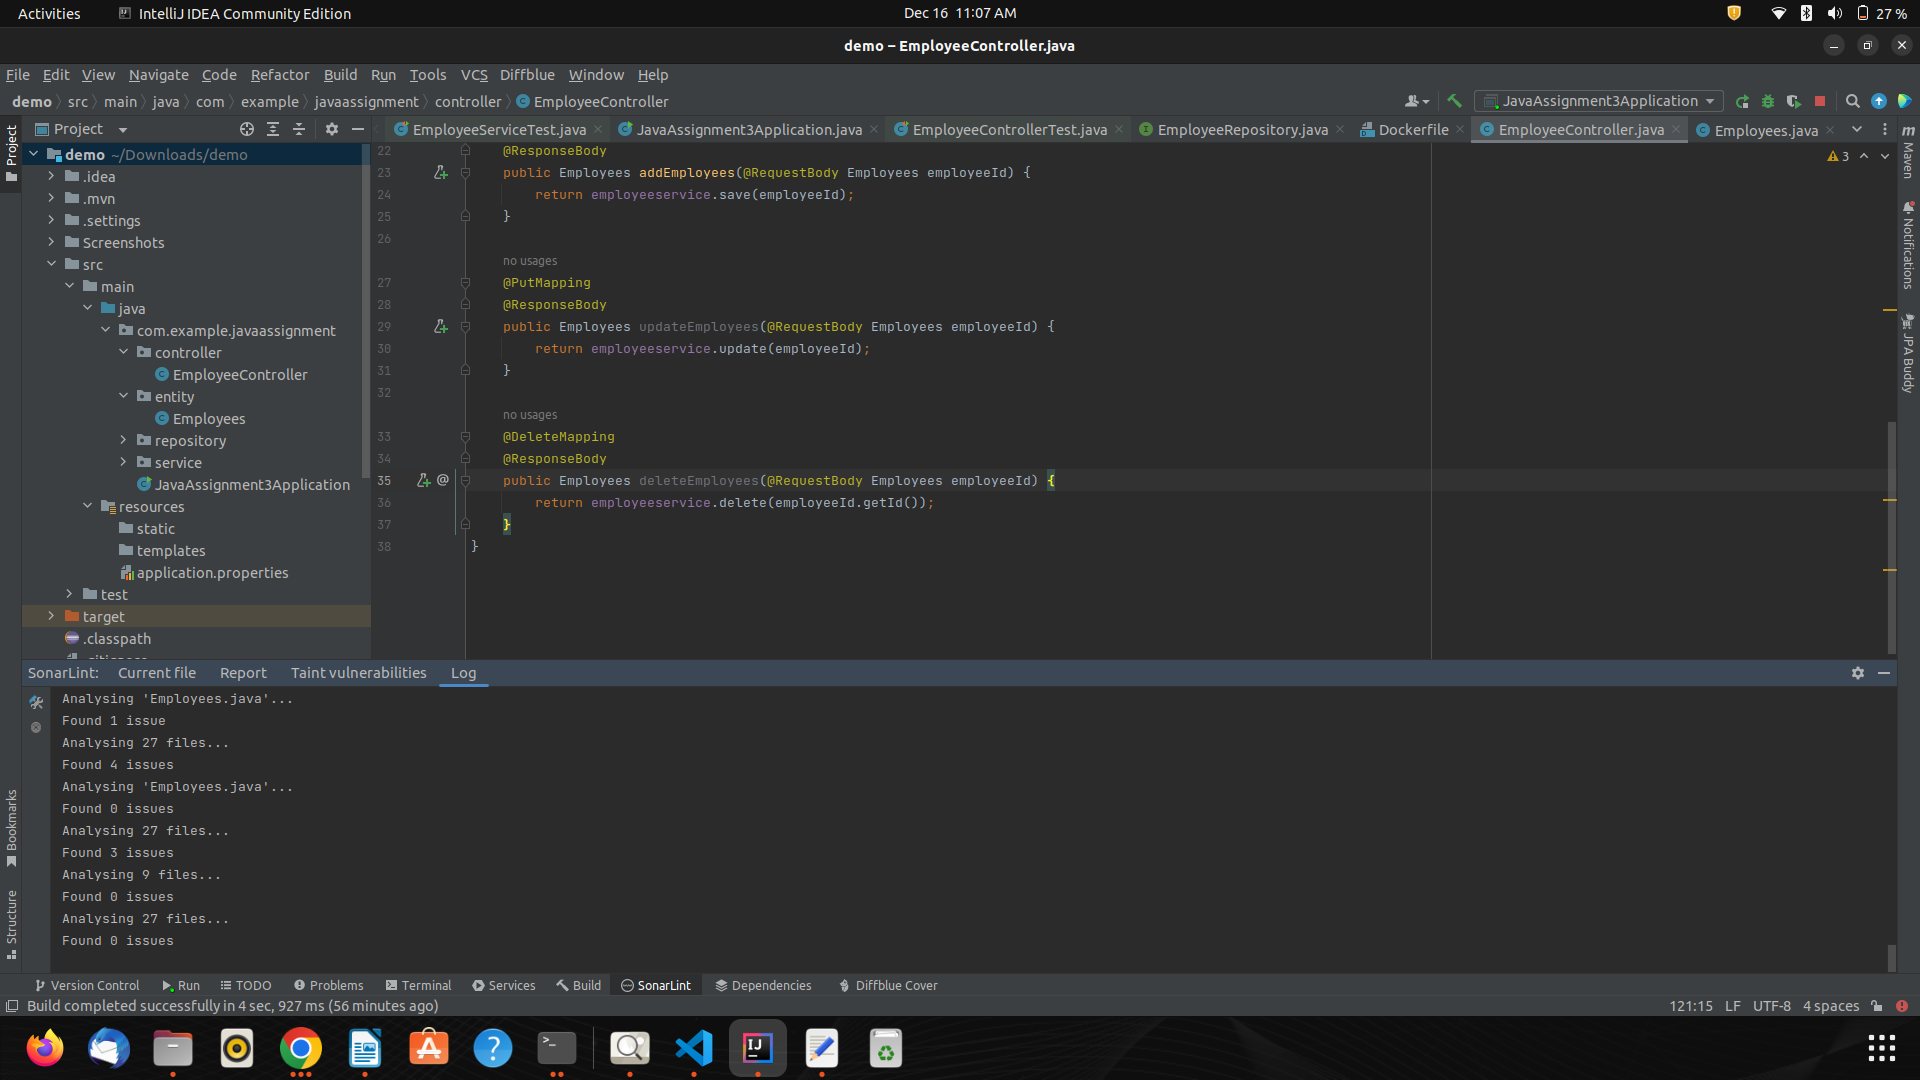 Activities
IntelliJ IDEA Community Edition
Dec 16 11:07 AM
27 %
demo – EmployeeController.java
File Edit View Navigate Code Refactor Build Run Tools VCS Diffblue Window Help
demo src main java com example javaassignment controller EmployeeController
JavaAssignment3Application
Project
EmployeeServiceTest.java
JavaAssignment3Application.java
EmployeeControllerTest.java
EmployeeRepository.java
Dockerfile
EmployeeController.java
Employees.java
Project
demo ~/Downloads/demo
.idea
.mvn
.settings
Screenshots
src
main
java
com.example.javaassignment
controller
EmployeeController
entity
Employees
repository
service
JavaAssignment3Application
resources
static
templates
application.properties
test
target
.classpath
3
22 @ResponseBody
23 public Employees addEmployees(@RequestBody Employees employeeId) {
24 return employeeservice.save(employeeId);
25 }
26
no usages
27 @PutMapping
28 @ResponseBody
29 public Employees updateEmployees(@RequestBody Employees employeeId) {
30 return employeeservice.update(employeeId);
31 }
32
no usages
33 @DeleteMapping
34 @ResponseBody
35 @ public Employees deleteEmployees(@RequestBody Employees employeeId) {
36 return employeeservice.delete(employeeId.getId());
37 }
38 }
m
Maven
Notifications
JPA Buddy
SonarLint: Current file Report Taint vulnerabilities Log
Analysing 'Employees.java'...
Found 1 issue
Analysing 27 files...
Found 4 issues
Analysing 'Employees.java'...
Found 0 issues
Analysing 27 files...
Found 3 issues
Analysing 9 files...
Found 0 issues
Analysing 27 files...
Found 0 issues
Bookmarks
Structure
Version Control Run TODO Problems Terminal Services Build SonarLint Dependencies Diffblue Cover
Build completed successfully in 4 sec, 927 ms (56 minutes ago)
121:15 LF UTF-8 4 spaces
IJ